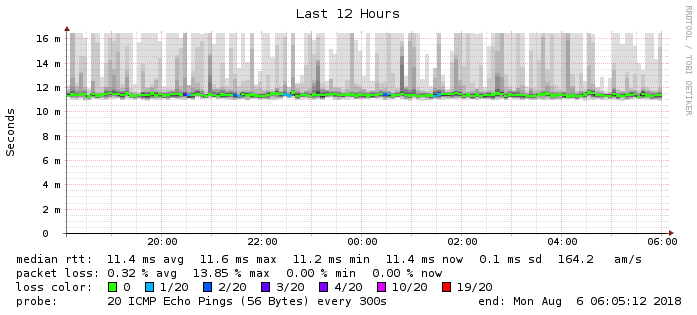 Last 12 Hours
RRDTOOL / TOBI OETIKER
Seconds
16 m
14 m
12 m
10 m
8 m
6 m
4 m
2 m
0
20:00 22:00 00:00 02:00 04:00 06:00
median rtt: 11.4 ms avg 11.6 ms max 11.2 ms min 11.4 ms now 0.1 ms sd 164.2 am/s
packet loss: 0.32 % avg 13.85 % max 0.00 % min 0.00 % now
loss color: 0 1/20 2/20 3/20 4/20 10/20 19/20
probe: 20 ICMP Echo Pings (56 Bytes) every 300s end: Mon Aug 6 06:05:12 2018